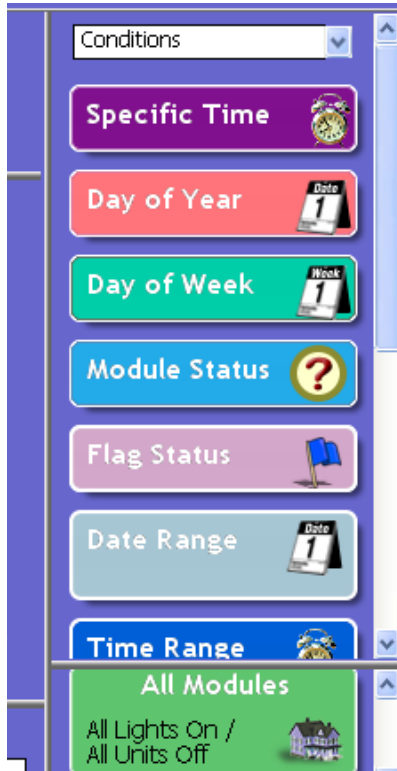 Conditions
Specific Time
Day of Year
Date
1
Day of Week
Week
1
Module Status
?
Flag Status
Date Range
Date
1
Time Range
All Modules
All Lights On /
All Units Off